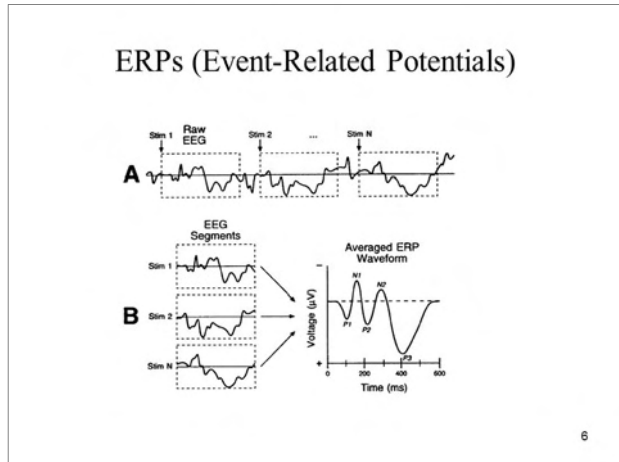 ERPs (Event-Related Potentials)
Raw
EEG
Stim 1
Stim 2
...
Stim N
A
EEG
Segments
Stim 1
Stim 2
Stim N
B
Averaged ERP
Waveform
Voltage (µV)
−
+
N1
N2
P1
P2
P3
0 200 400 600
Time (ms)
6